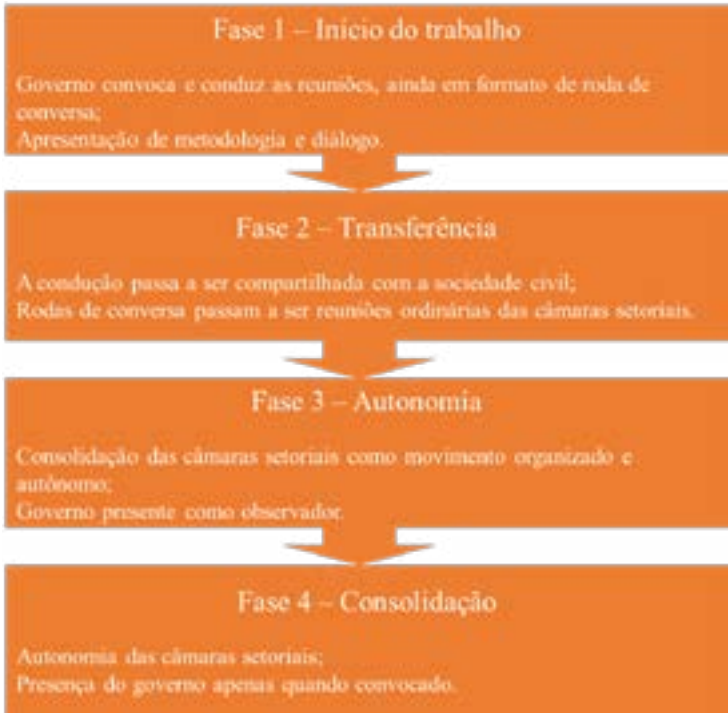 Fase 1 – Início do trabalho
Governo convoca e conduz as reuniões, ainda em formato de roda de
conversa;
Apresentação de metodologia e diálogo.
Fase 2 – Transferência
A condução passa a ser compartilhada com a sociedade civil;
Rodas de conversa passam a ser reuniões ordinárias das câmaras setoriais.
Fase 3 – Autonomia
Consolidação das câmaras setoriais como movimento organizado e
autônomo;
Governo presente como observador.
Fase 4 – Consolidação
Autonomia das câmaras setoriais;
Presença do governo apenas quando convocado.